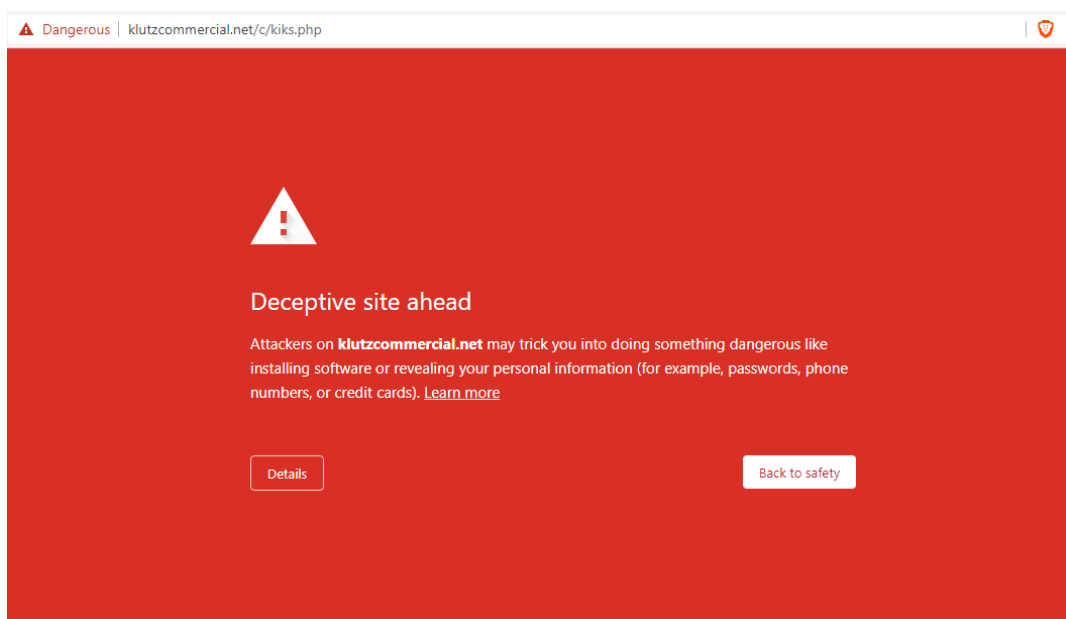 Dangerous klutzcommercial.net/c/kiks.php
Deceptive site ahead
Attackers on klutzcommercial.net may trick you into doing something dangerous like
installing software or revealing your personal information (for example, passwords, phone
numbers, or credit cards). Learn more
Details Back to safety